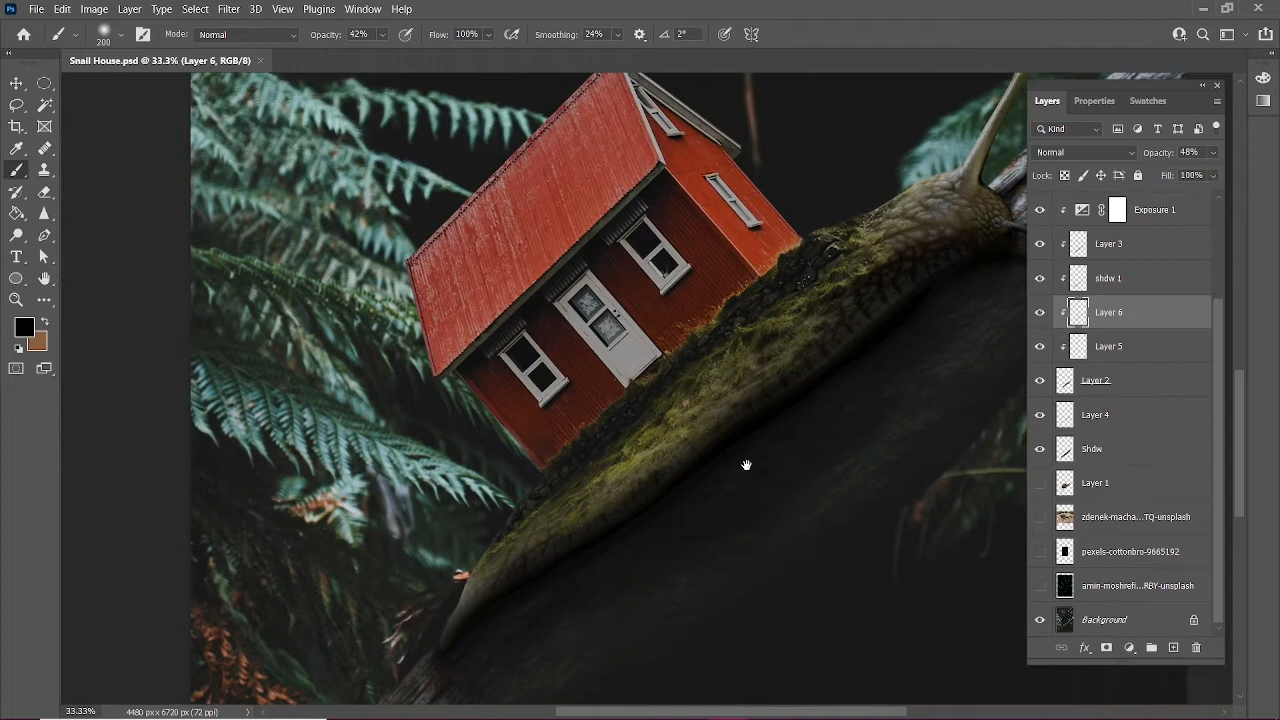 Ps File Edit Image Layer Type Select Filter 3D View Plugins Window Help
200 Mode: Normal Opacity: 42% Flow: 100% Smoothing: 24% 2°
Snail House.psd @ 33.3% (Layer 6, RGB/8)
Layers Properties Swatches
Kind
Normal Opacity: 48%
Lock: Fill: 100%
Exposure 1
Layer 3
shdw 1
Layer 6
Layer 5
Layer 2
Layer 4
Shdw
Layer 1
zdenek-macha...TQ-unsplash
pexels-cottonbro-9665192
amin-moshrefi...RBY-unsplash
Background
fx
33.33% 4480 px x 6720 px (72 ppi)